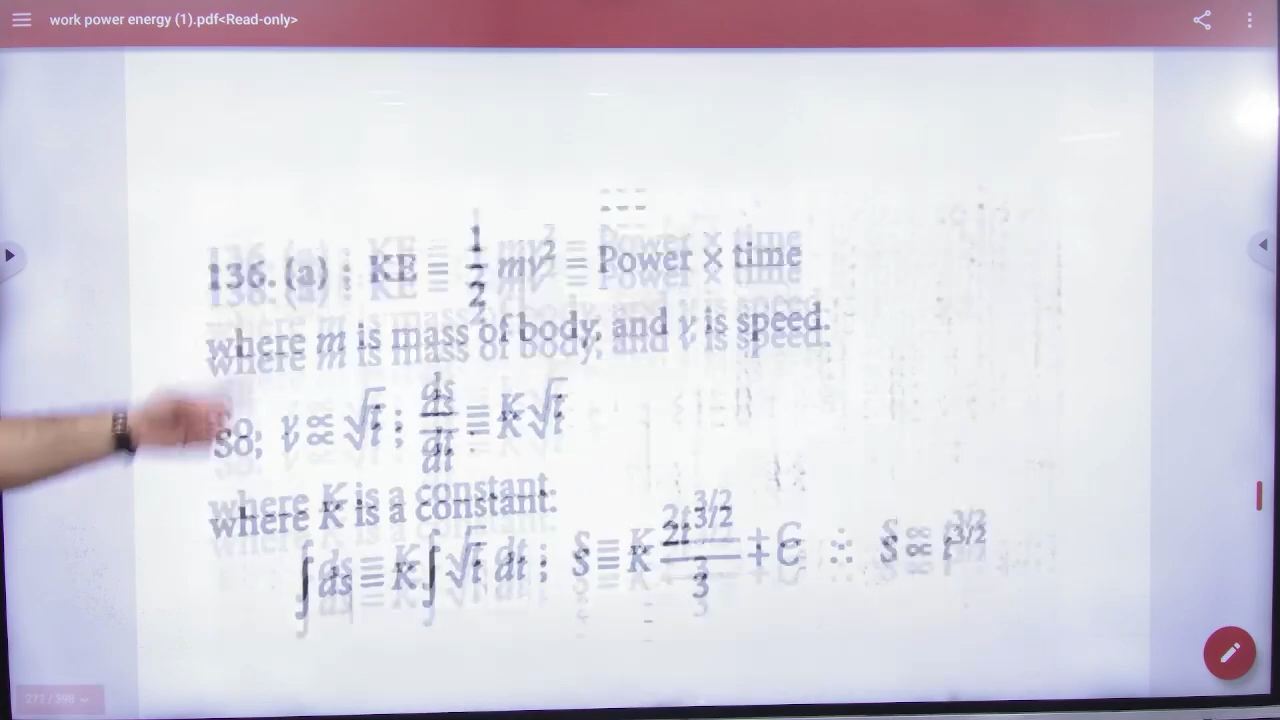 work power energy (1).pdf<Read-only>
136. (a) : KE = 1/2 mv² = Power × time
where m is mass of body, and v is speed.
So, v ∝ √t ; ds/dt = K√t
where K is a constant.
∫ds = K∫√t dt ; S = K 2t^3/2 / 3 + C ∴ S ∝ t^3/2